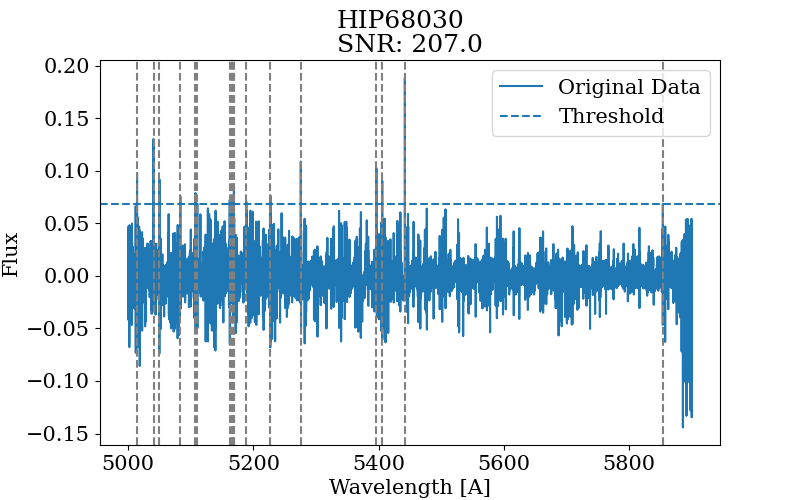 HIP68030
SNR: 207.0
Original Data
Threshold
0.20
0.15
0.10
0.05
0.00
−0.05
−0.10
−0.15
Flux
5000
5200
5400
5600
5800
Wavelength [A]